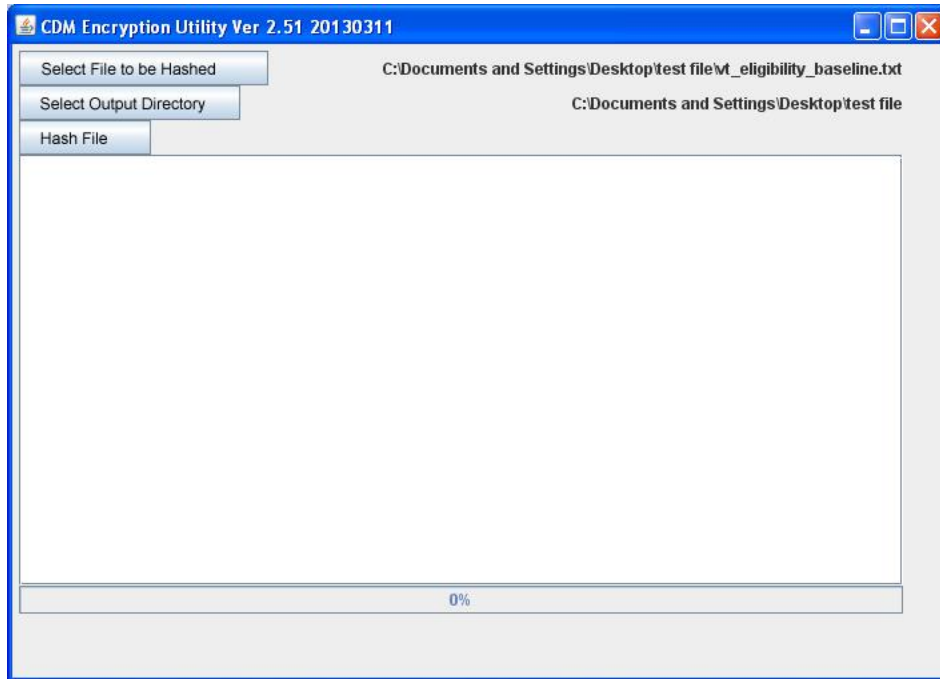 CDM Encryption Utility Ver 2.51 20130311
Select File to be Hashed C:\Documents and Settings\Desktop\test file\vt_eligibility_baseline.txt
Select Output Directory C:\Documents and Settings\Desktop\test file
Hash File
0%